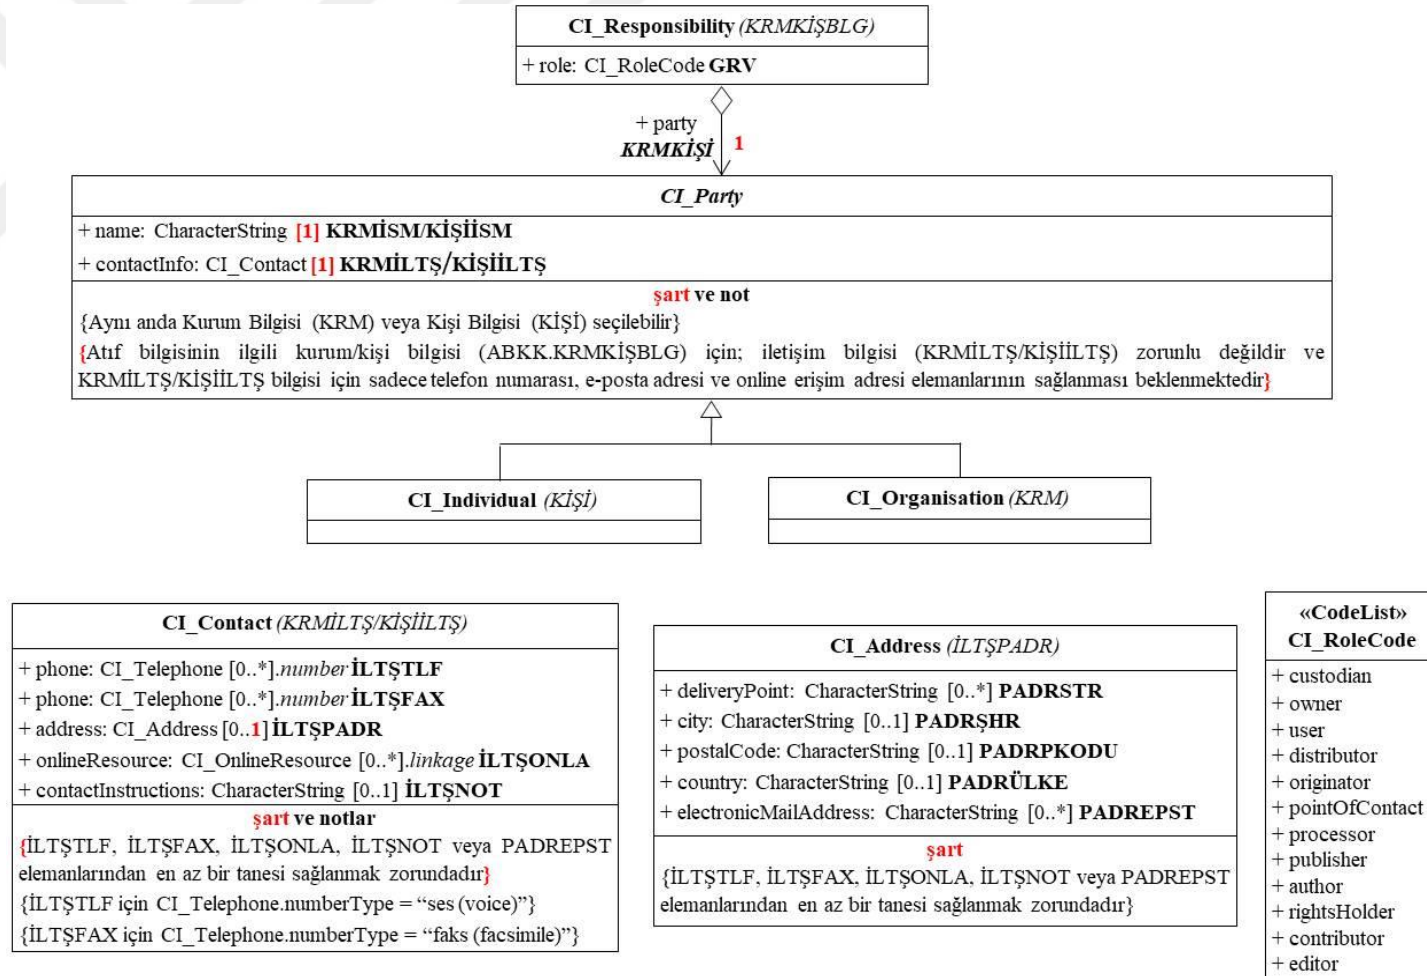 CI_Responsibility (KRMKİŞBLG)
+ role: CI_RoleCode GRV
+ party
KRMKİŞİ
1
CI_Party
+ name: CharacterString [1] KRMİSM/KİŞİİSM
+ contactInfo: CI_Contact [1] KRMİLTŞ/KİŞİİLTŞ
şart ve not
{Aynı anda Kurum Bilgisi (KRM) veya Kişi Bilgisi (KİŞİ) seçilebilir}
{Atıf bilgisinin ilgili kurum/kişi bilgisi (ABKK.KRMKİŞBLG) için; iletişim bilgisi (KRMİLTŞ/KİŞİİLTŞ) zorunlu değildir ve
KRMİLTŞ/KİŞİİLTŞ bilgisi için sadece telefon numarası, e-posta adresi ve online erişim adresi elemanlarının sağlanması beklenmektedir}
CI_Individual (KİŞİ)
CI_Organisation (KRM)
CI_Contact (KRMİLTŞ/KİŞİİLTŞ)
+ phone: CI_Telephone [0..*].number İLTŞTLF
+ phone: CI_Telephone [0..*].number İLTŞFAX
+ address: CI_Address [0..1] İLTŞPADR
+ onlineResource: CI_OnlineResource [0..*].linkage İLTŞONLA
+ contactInstructions: CharacterString [0..1] İLTŞNOT
şart ve notlar
{İLTŞTLF, İLTŞFAX, İLTŞONLA, İLTŞNOT veya PADREPST
elemanlarından en az bir tanesi sağlanmak zorundadır}
{İLTŞTLF için CI_Telephone.numberType = “ses (voice)”}
{İLTŞFAX için CI_Telephone.numberType = “faks (facsimile)”}
CI_Address (İLTŞPADR)
+ deliveryPoint: CharacterString [0..*] PADRSTR
+ city: CharacterString [0..1] PADRŞHR
+ postalCode: CharacterString [0..1] PADRPKODU
+ country: CharacterString [0..1] PADRÜLKE
+ electronicMailAddress: CharacterString [0..*] PADREPST
şart
{İLTŞTLF, İLTŞFAX, İLTŞONLA, İLTŞNOT veya PADREPST
elemanlarından en az bir tanesi sağlanmak zorundadır}
«CodeList»
CI_RoleCode
+ custodian
+ owner
+ user
+ distributor
+ originator
+ pointOfContact
+ processor
+ publisher
+ author
+ rightsHolder
+ contributor
+ editor